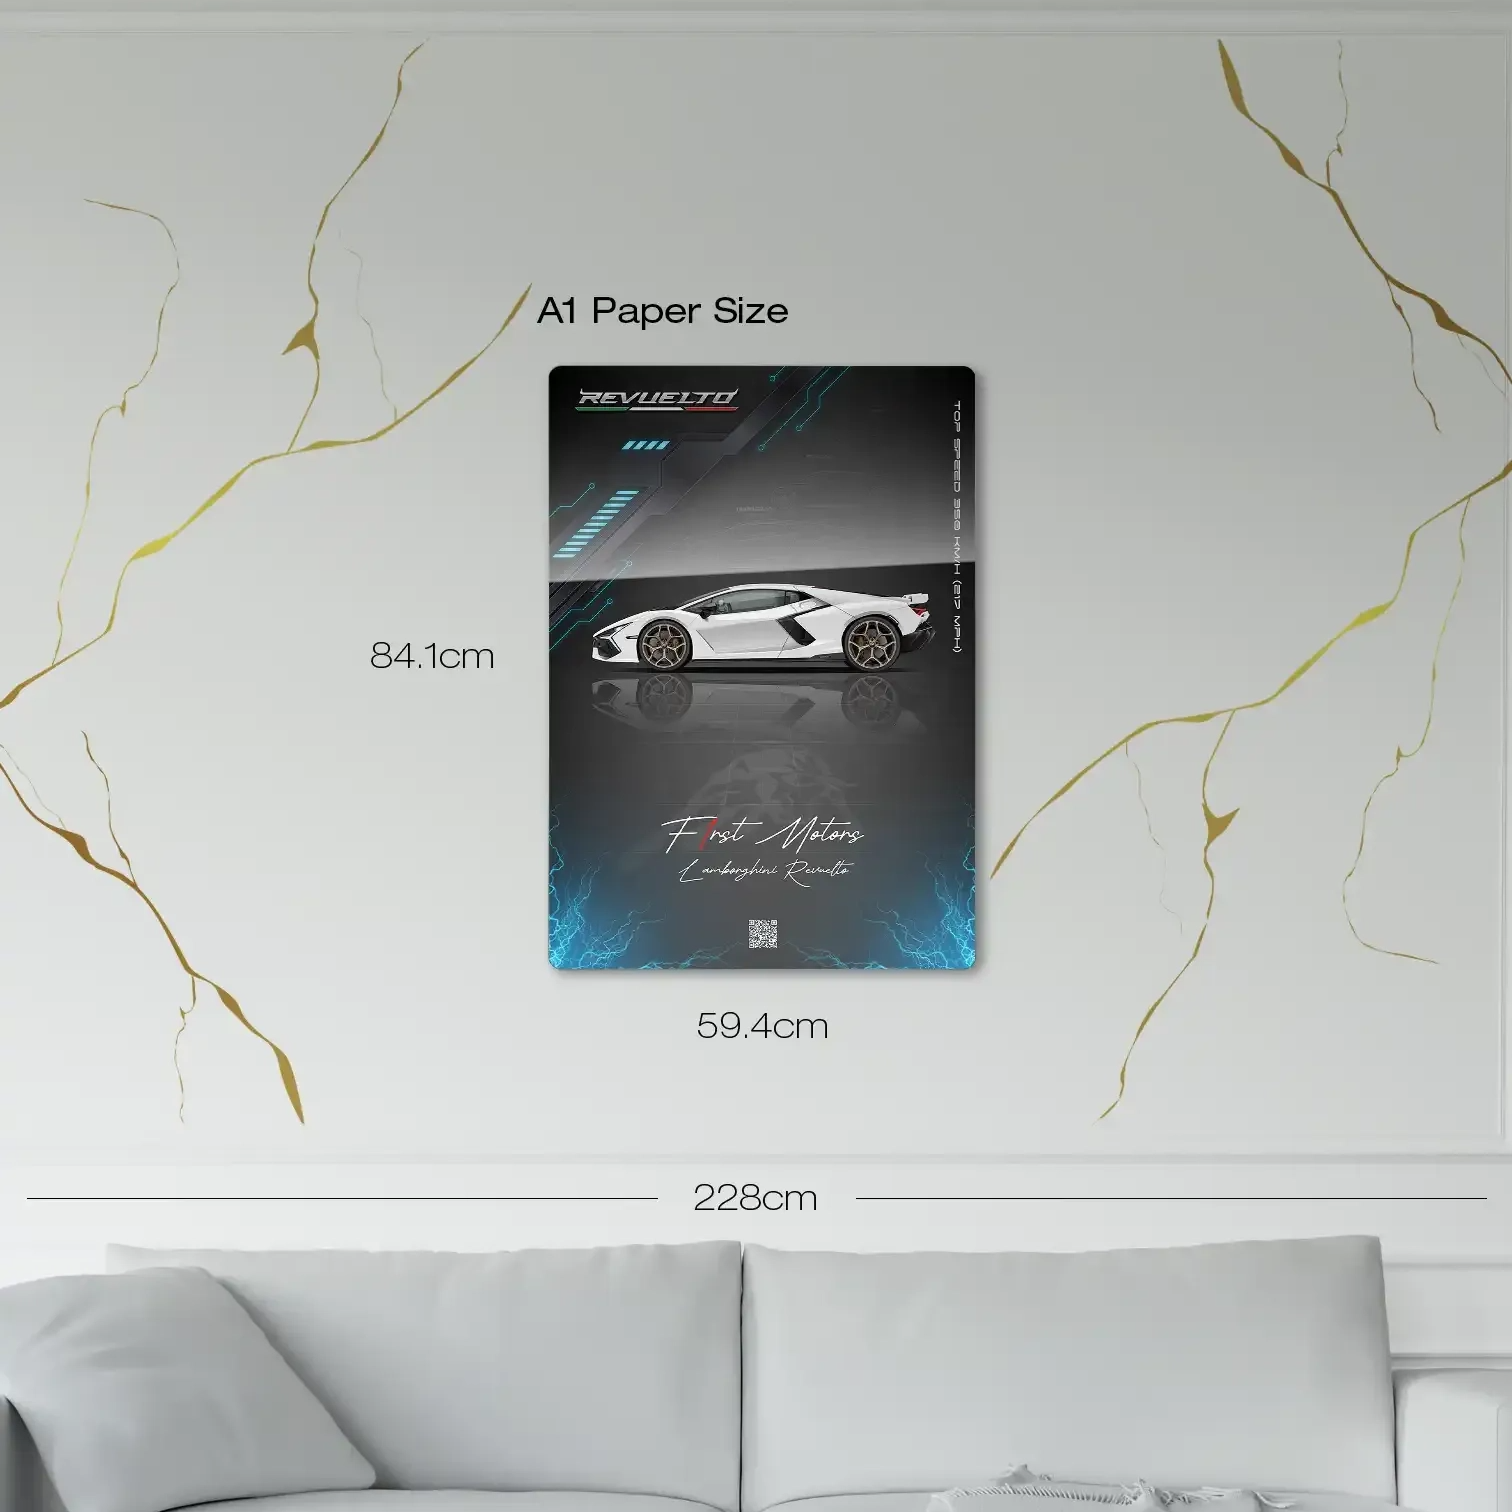 A1 Paper Size
REVUELTO
TOP SPEED 350 KM/H (217 MPH)
84.1cm
F1rst Motors
Lamborghini Revuelto
59.4cm
228cm